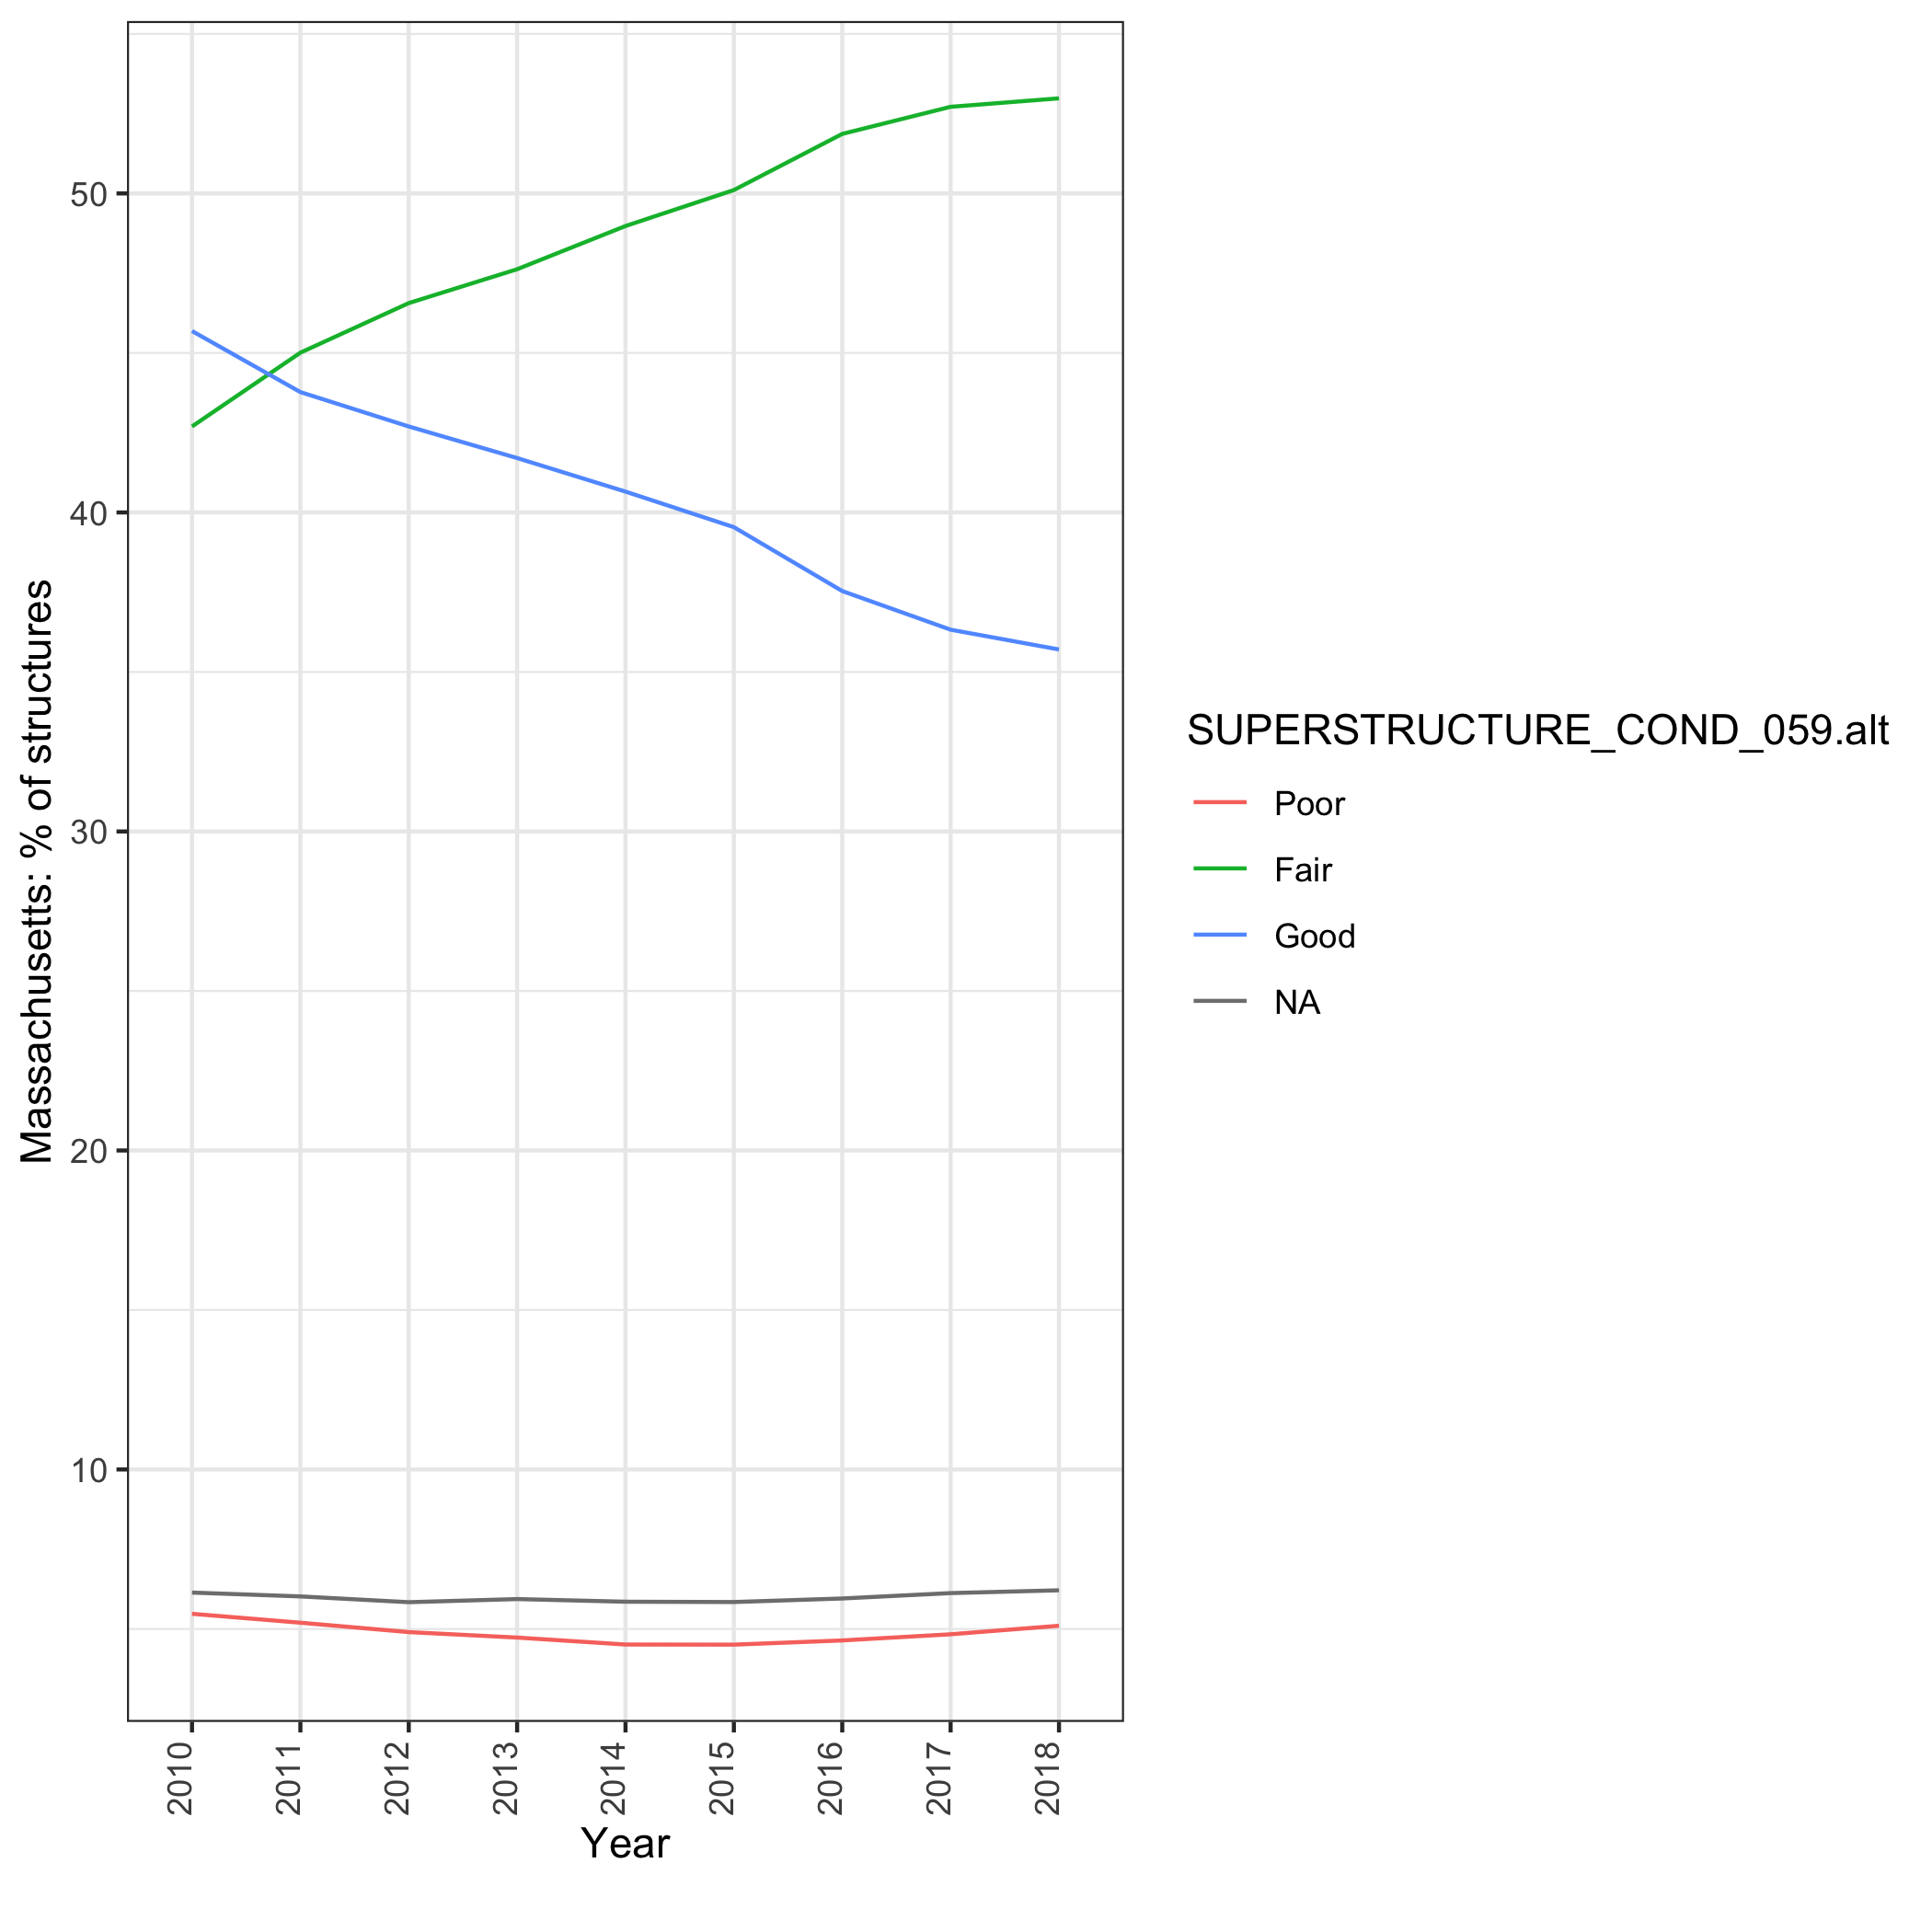 Massachusetts: % of structures
50
40
30
20
10
2010
2011
2012
2013
2014
2015
2016
2017
2018
Year
SUPERSTRUCTURE_COND_059.alt
Poor
Fair
Good
NA